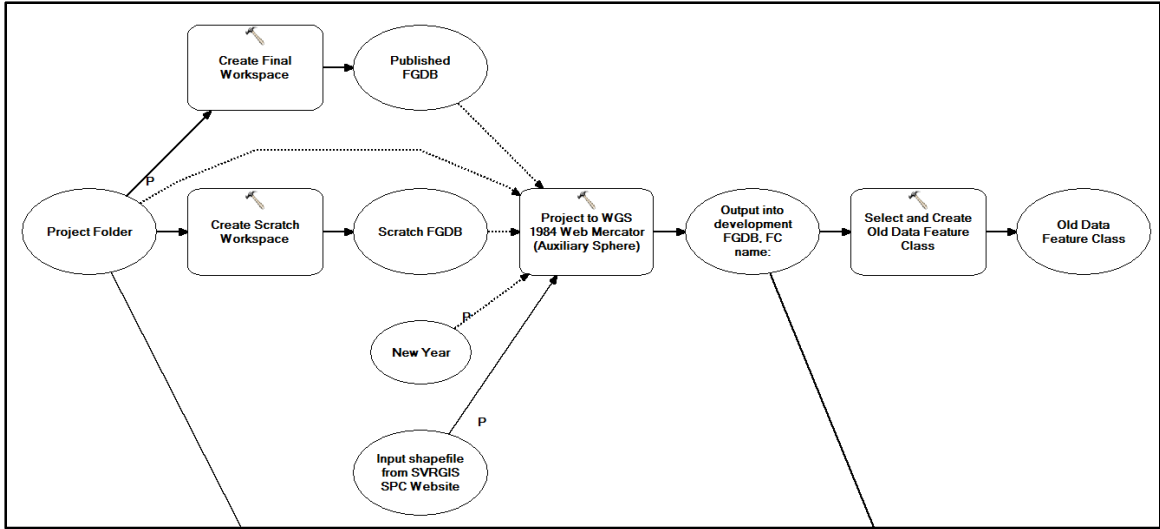 Create Final
Workspace
Published
FGDB
P
Project Folder
Create Scratch
Workspace
Scratch FGDB
Project to WGS
1984 Web Mercator
(Auxiliary Sphere)
Output into
development
FGDB, FC
name:
Select and Create
Old Data Feature
Class
Old Data
Feature Class
P
New Year
P
Input shapefile
from SVRGIS
SPC Website